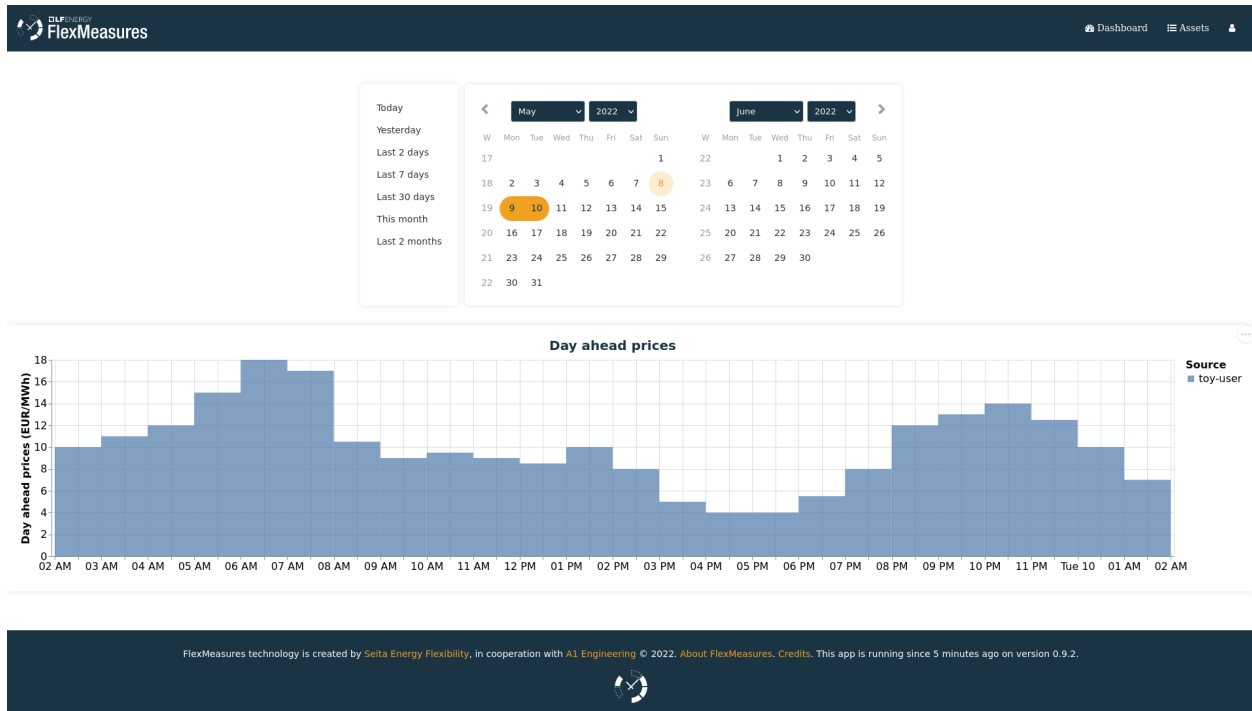 LFENERGY
FlexMeasures
Dashboard Assets
Today
Yesterday
Last 2 days
Last 7 days
Last 30 days
This month
Last 2 months
May 2022
W Mon Tue Wed Thu Fri Sat Sun
17 1
18 2 3 4 5 6 7 8
19 9 10 11 12 13 14 15
20 16 17 18 19 20 21 22
21 23 24 25 26 27 28 29
22 30 31
June 2022
W Mon Tue Wed Thu Fri Sat Sun
22 1 2 3 4 5
23 6 7 8 9 10 11 12
24 13 14 15 16 17 18 19
25 20 21 22 23 24 25 26
26 27 28 29 30
Day ahead prices
Day ahead prices (EUR/MWh)
18
16
14
12
10
8
6
4
2
0
02 AM 03 AM 04 AM 05 AM 06 AM 07 AM 08 AM 09 AM 10 AM 11 AM 12 PM 01 PM 02 PM 03 PM 04 PM 05 PM 06 PM 07 PM 08 PM 09 PM 10 PM 11 PM Tue 10 01 AM 02 AM
Source
toy-user
FlexMeasures technology is created by Seita Energy Flexibility, in cooperation with A1 Engineering © 2022. About FlexMeasures. Credits. This app is running since 5 minutes ago on version 0.9.2.